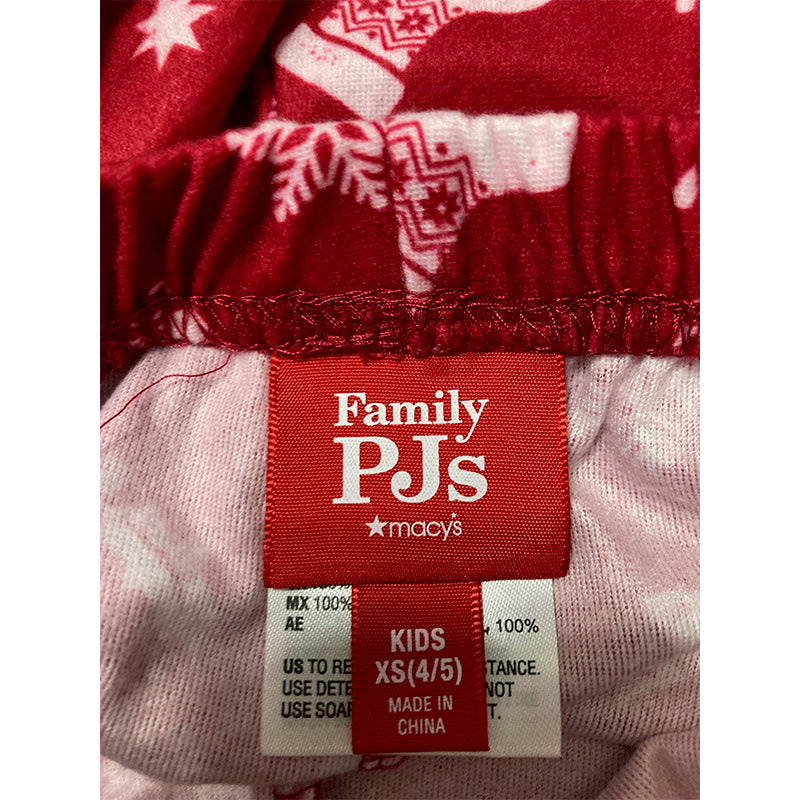 Family
PJs
★macy's
MX 100%
AE
, 100%
KIDS
XS(4/5)
MADE IN
CHINA
US TO RE STANCE.
USE DETE NOT
USE SOAP T.